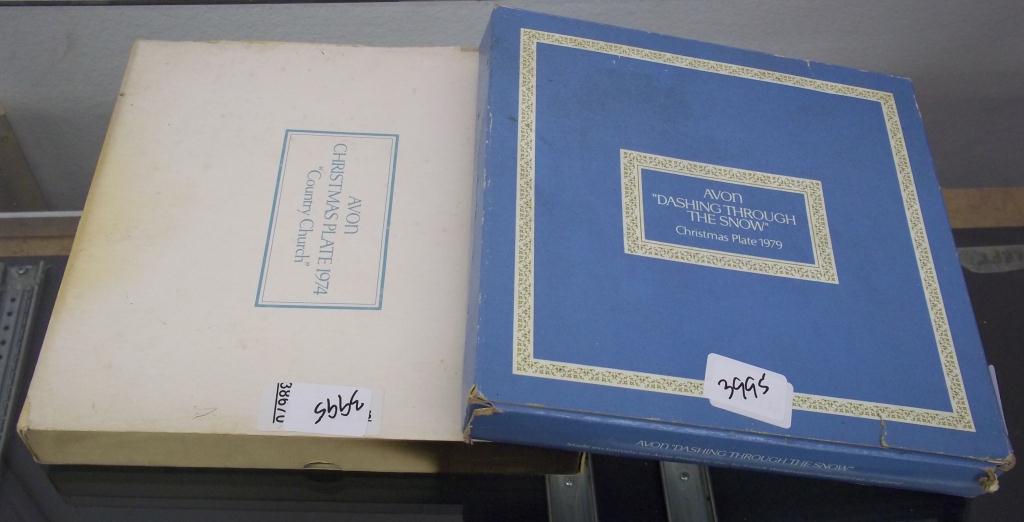 AVON
CHRISTMAS PLATE 1974
"Country Church"
3995
AVON
"DASHING THROUGH
THE SNOW"
Christmas Plate 1979
3995
AVON "DASHING THROUGH THE SNOW"